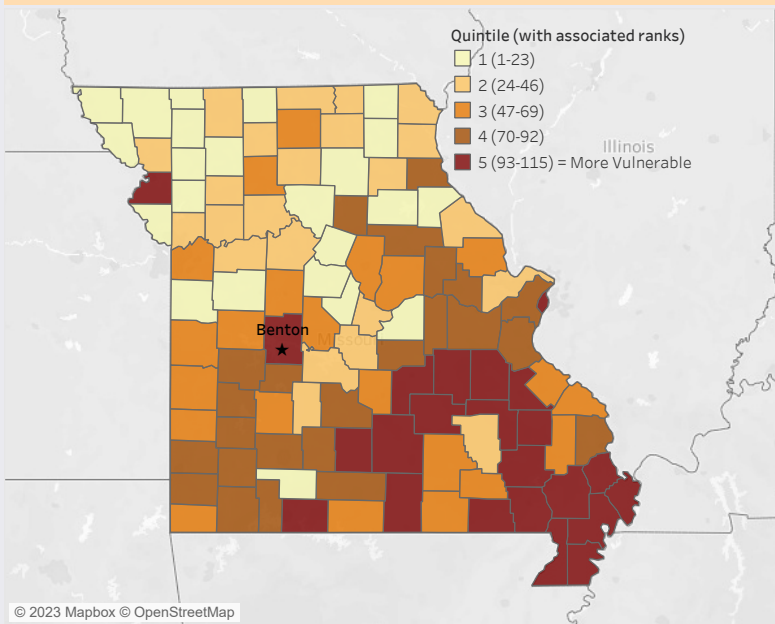 Quintile (with associated ranks)
1 (1-23)
2 (24-46)
3 (47-69)
4 (70-92)
5 (93-115) = More Vulnerable
Illinois
Benton
Missouri
© 2023 Mapbox © OpenStreetMap